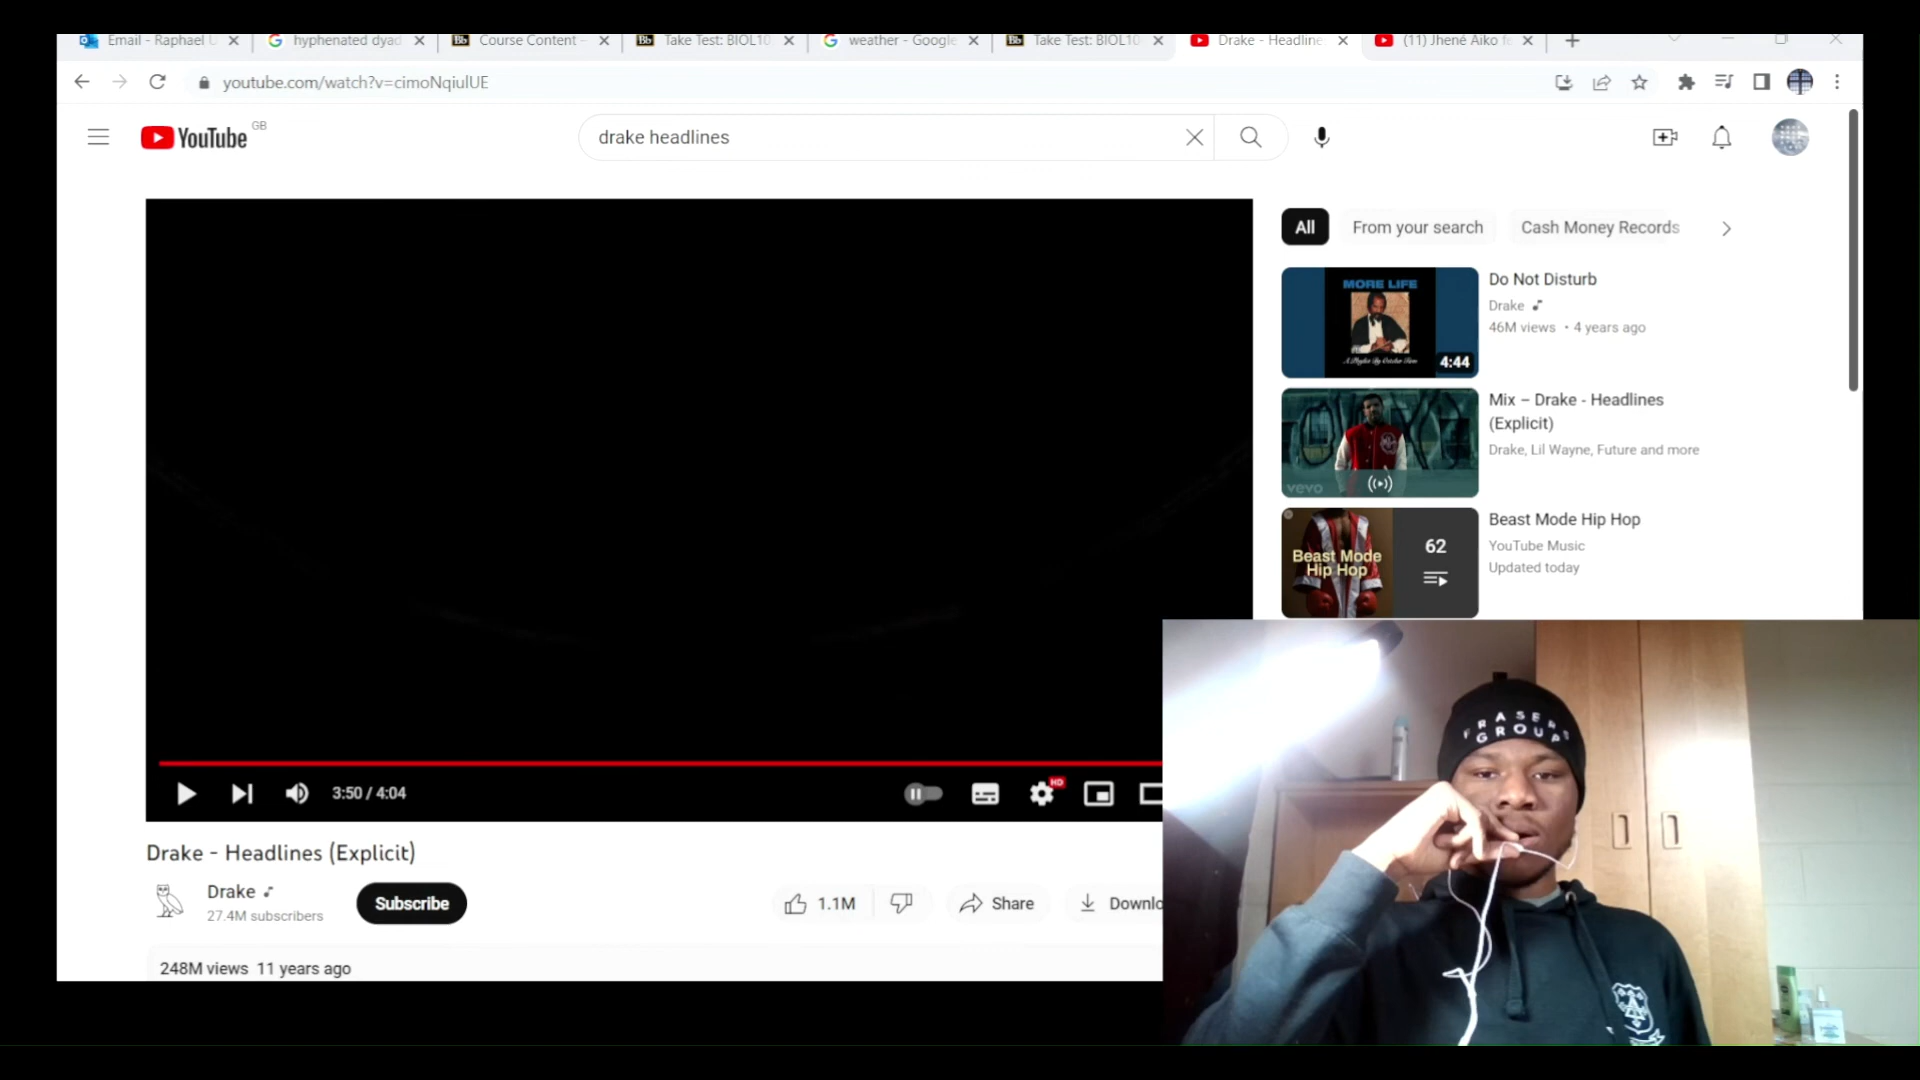 Email - Raphael U
hyphenated dyad
Course Content -
Take Test: BIOL10
weather - Google
Take Test: BIOL10
Drake - Headline
(11) Jhené Aiko f
youtube.com/watch?v=cimoNqiulUE
YouTube GB
drake headlines
All
From your search
Cash Money Records
MORE LIFE
4:44
Do Not Disturb
Drake
46M views • 4 years ago
vevo
Mix – Drake - Headlines
(Explicit)
Drake, Lil Wayne, Future and more
Beast Mode
Hip Hop
62
Beast Mode Hip Hop
YouTube Music
Updated today
FRASERS
GROUP
3:50 / 4:04
HD
Drake - Headlines (Explicit)
Drake
27.4M subscribers
Subscribe
1.1M
Share
Downlo
248M views 11 years ago